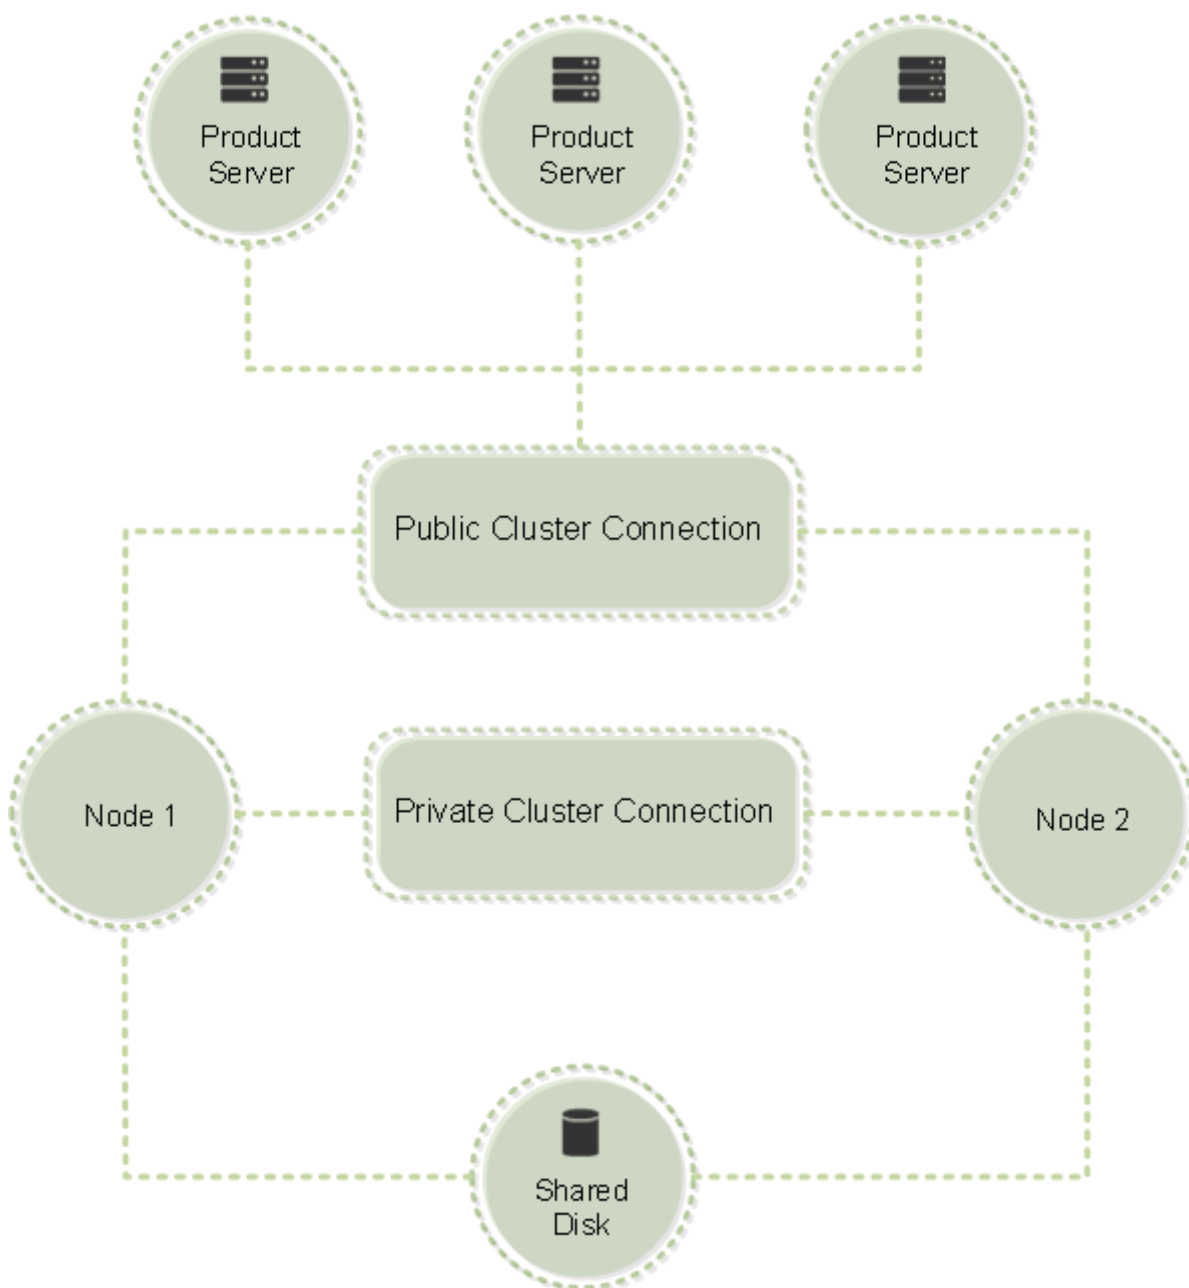 Product
Server
Product
Server
Product
Server
Public Cluster Connection
Node 1
Private Cluster Connection
Node 2
Shared
Disk